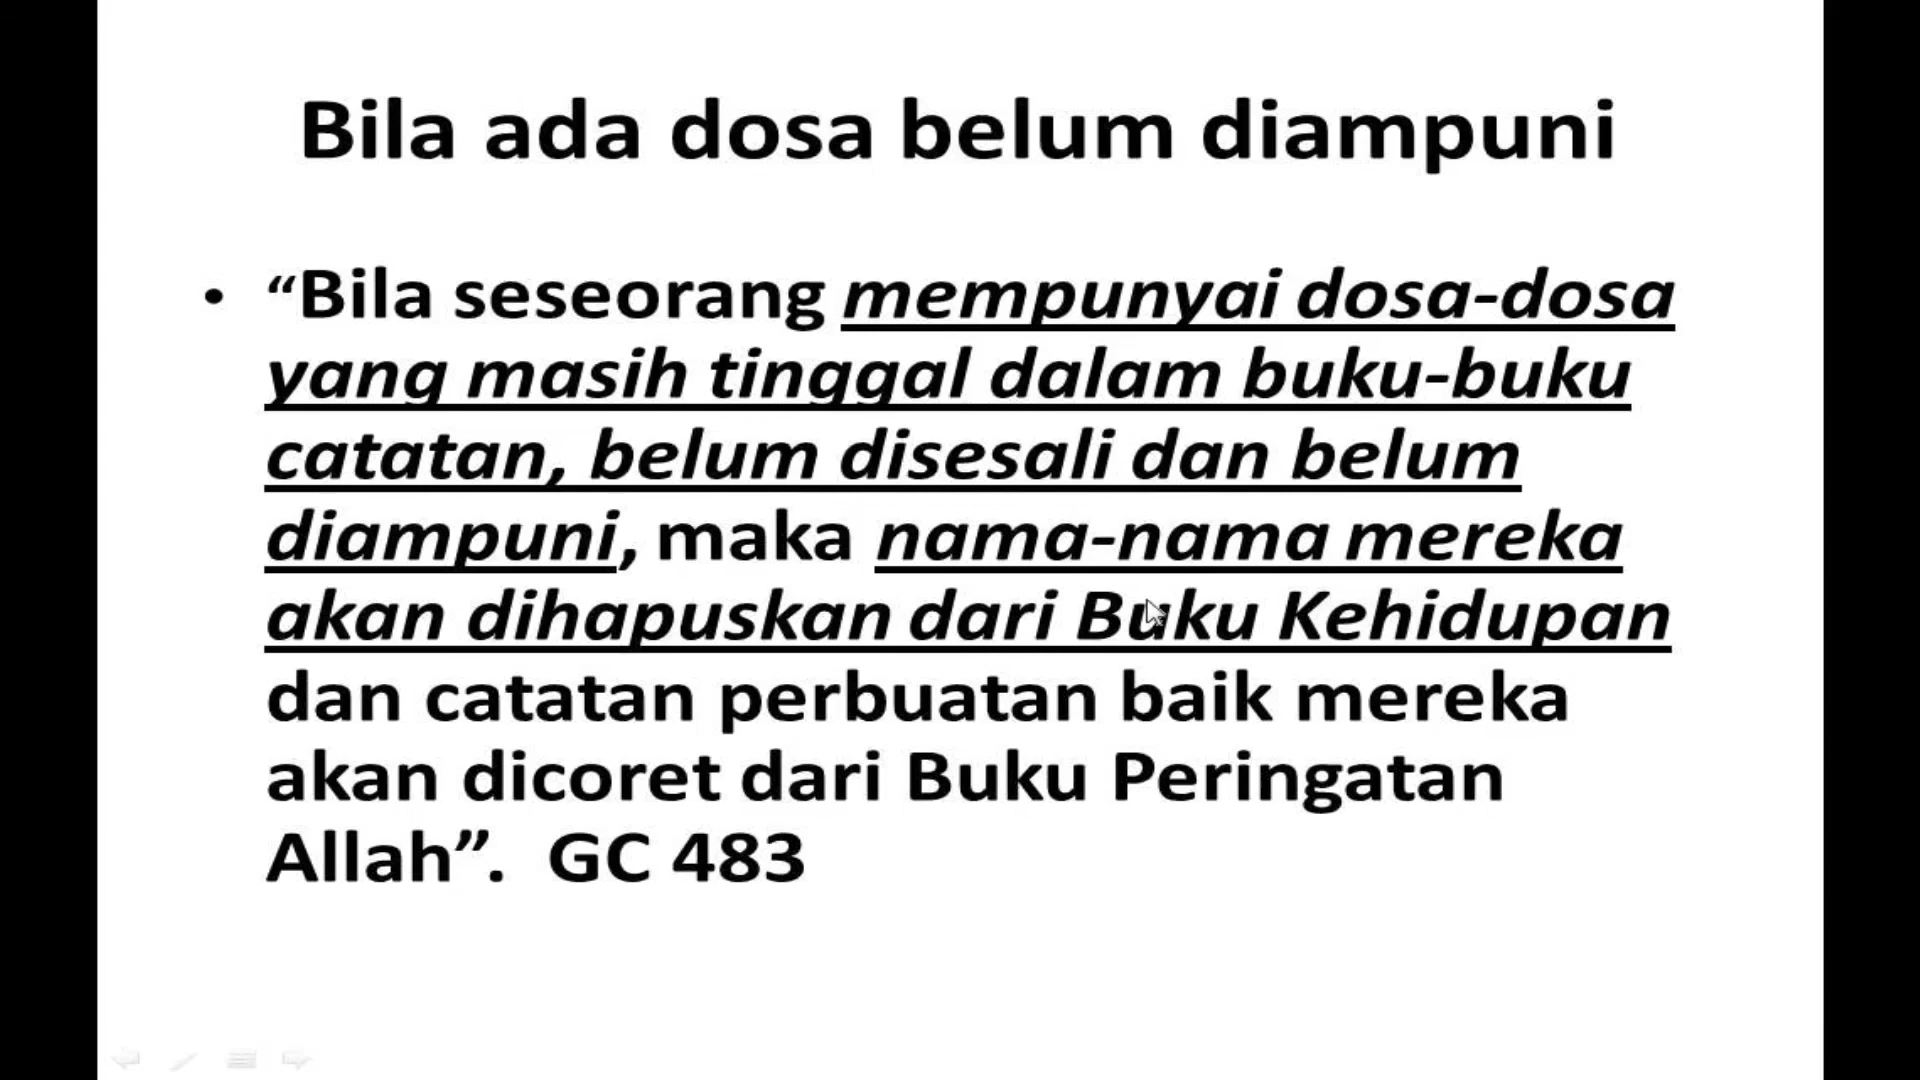 Bila ada dosa belum diampuni
• “Bila seseorang mempunyai dosa-dosa
yang masih tinggal dalam buku-buku
catatan, belum disesali dan belum
diampuni, maka nama-nama mereka
akan dihapuskan dari Buku Kehidupan
dan catatan perbuatan baik mereka
akan dicoret dari Buku Peringatan
Allah”.  GC 483